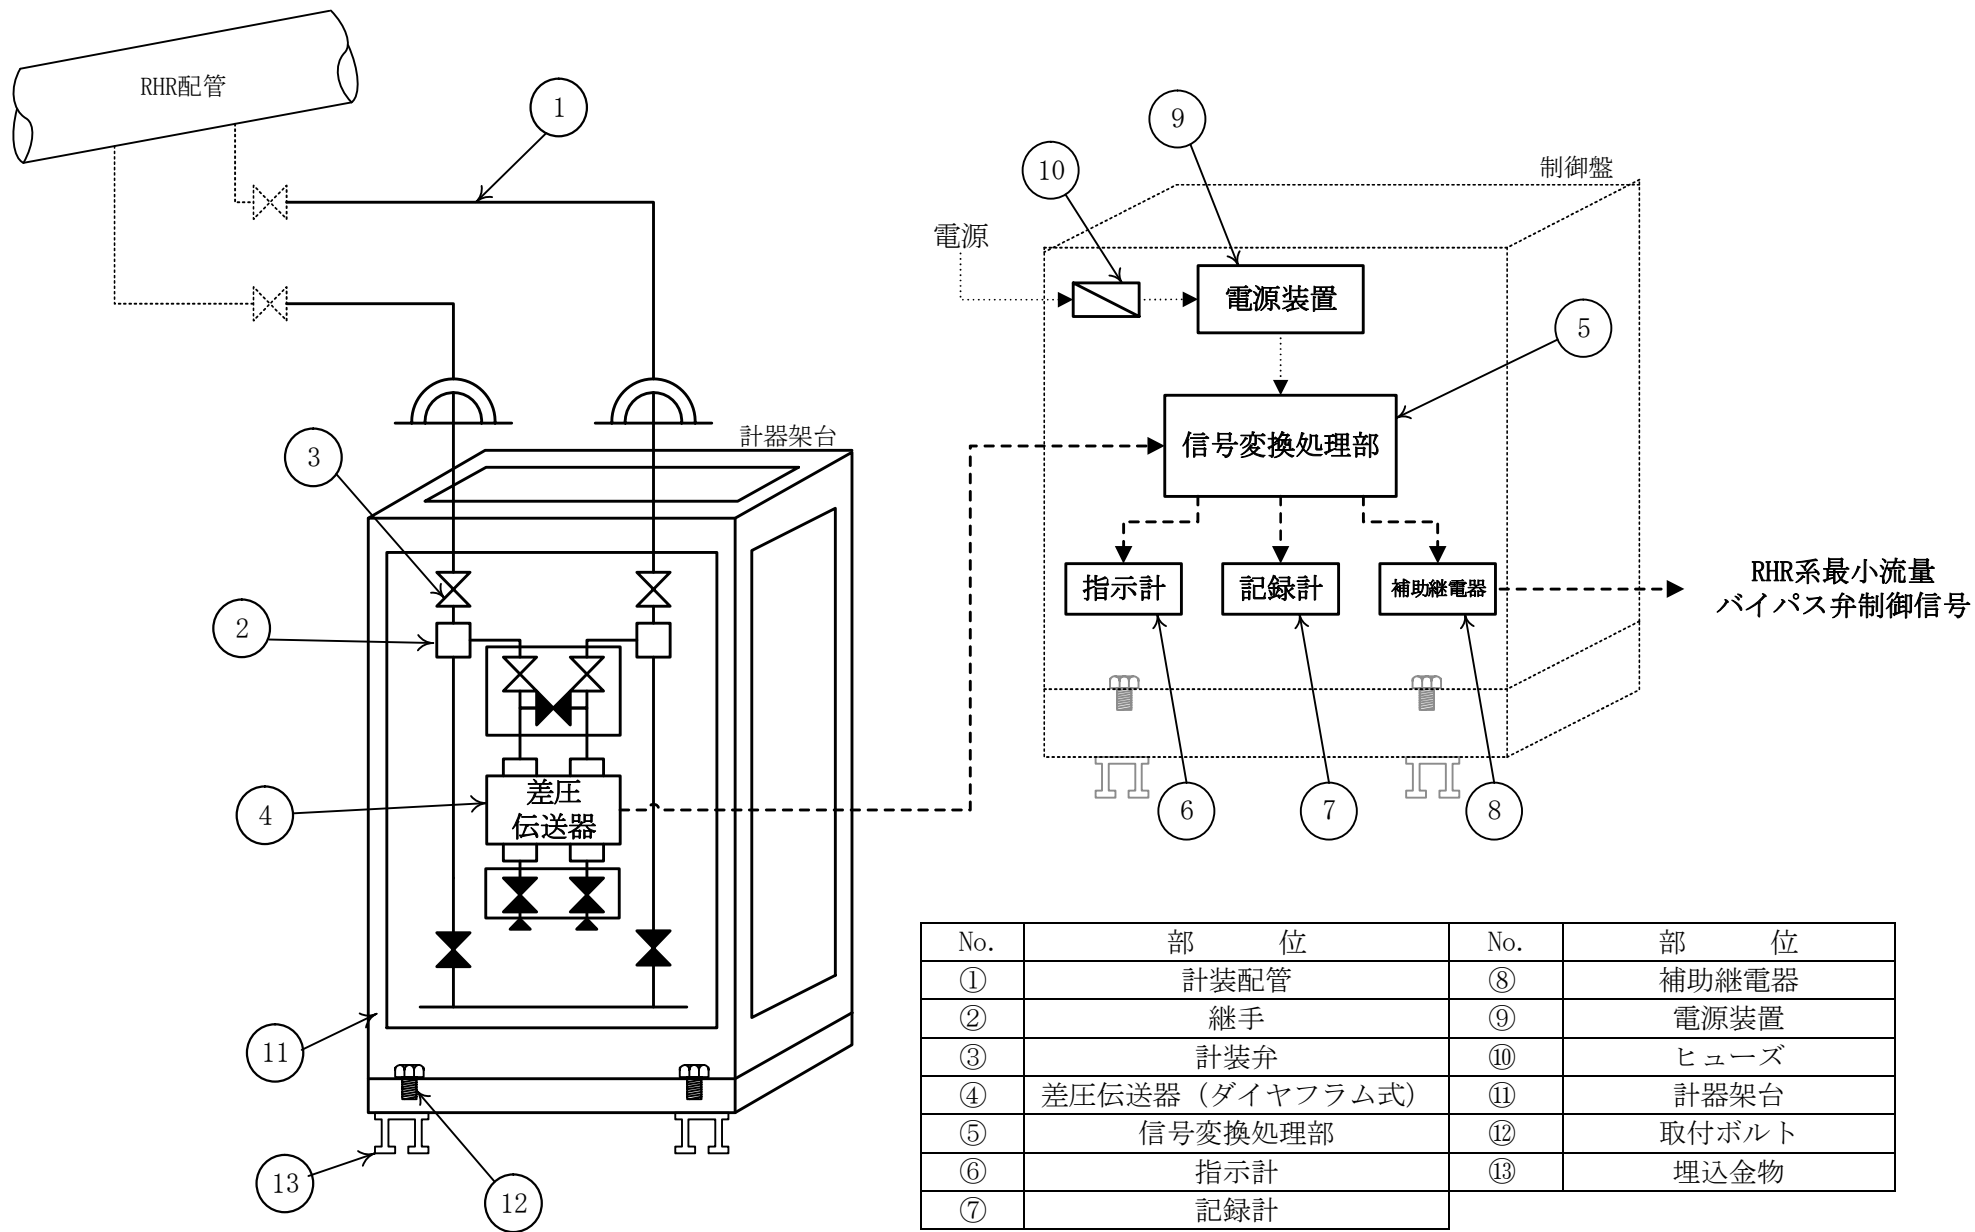 RHR配管
1
9
10
制御盤
電源
電源装置
5
信号変換処理部
計器架台
3
指示計
記録計
補助継電器
RHR系最小流量
バイパス弁制御信号
2
差圧
伝送器
4
6
7
8
11
13
12
No. 部 位 No. 部 位
① 計装配管 ⑧ 補助継電器
② 継手 ⑨ 電源装置
③ 計装弁 ⑩ ヒューズ
④ 差圧伝送器（ダイヤフラム式） ⑪ 計器架台
⑤ 信号変換処理部 ⑫ 取付ボルト
⑥ 指示計 ⑬ 埋込金物
⑦ 記録計